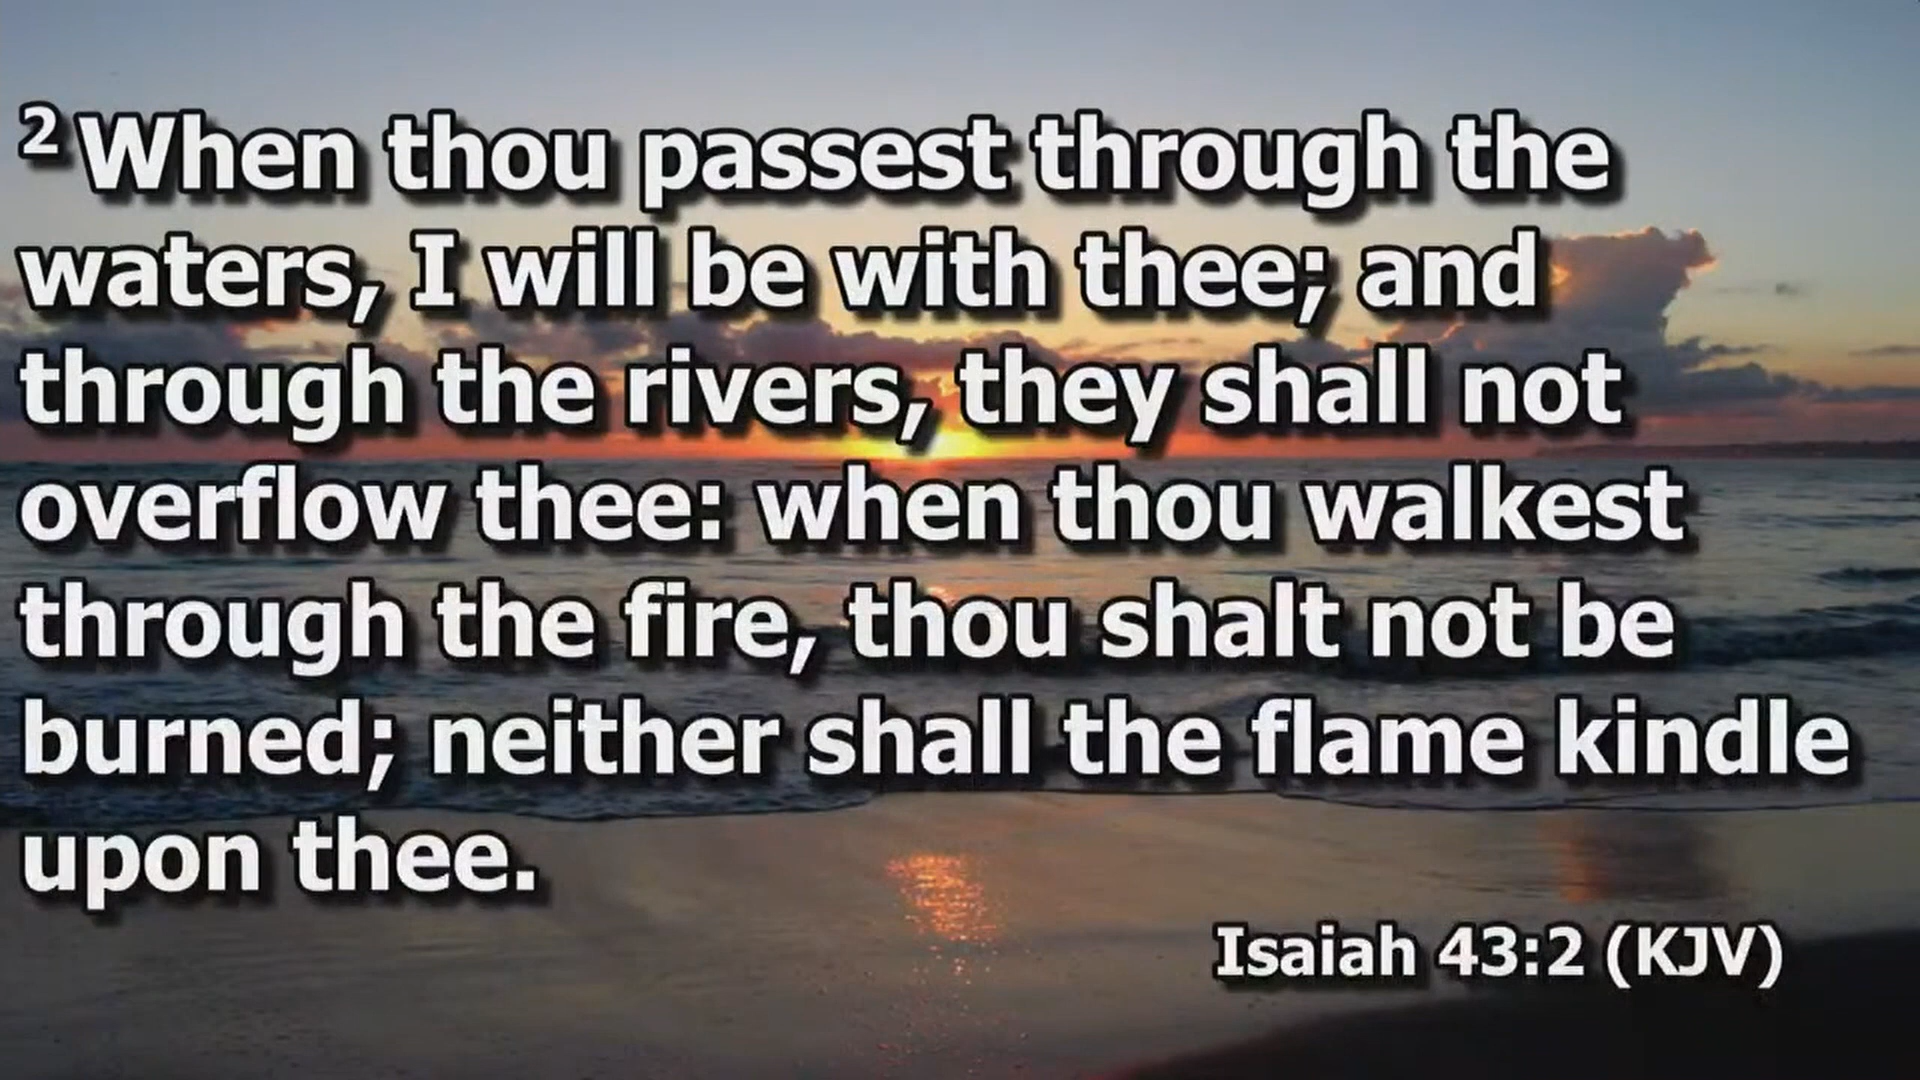 2 When thou passest through the
waters, I will be with thee; and
through the rivers, they shall not
overflow thee: when thou walkest
through the fire, thou shalt not be
burned; neither shall the flame kindle
upon thee.
Isaiah 43:2 (KJV)